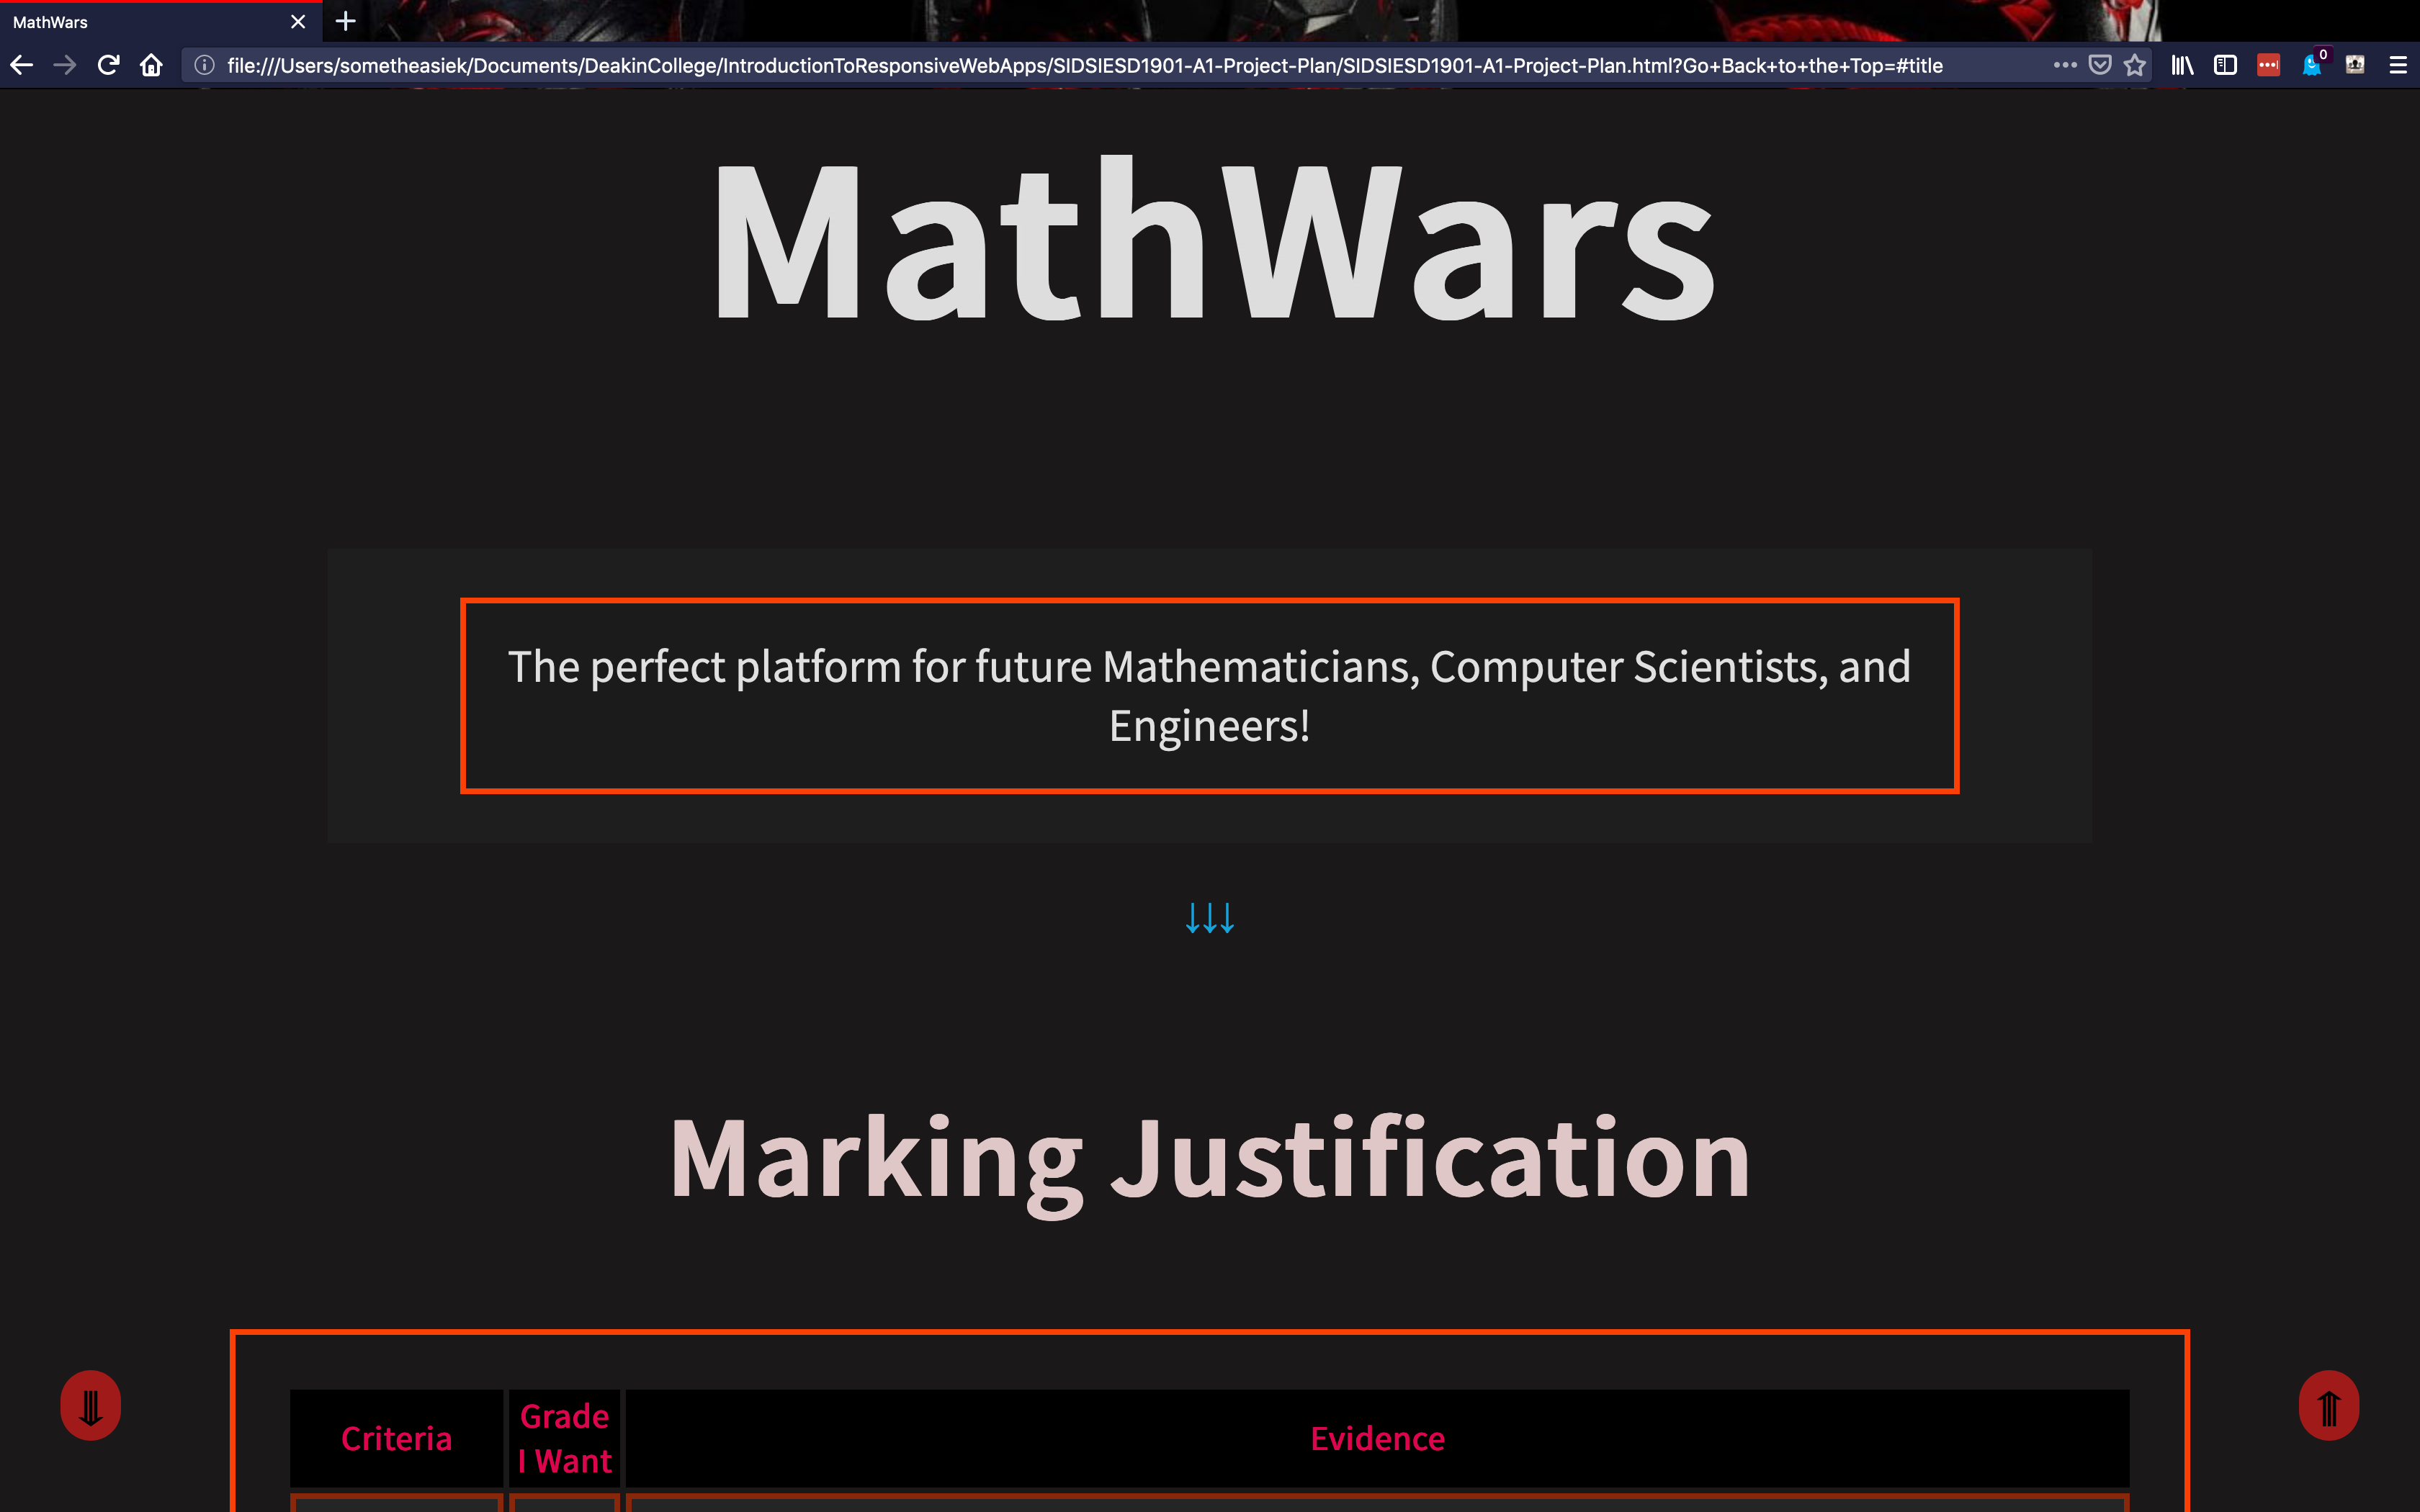 MathWars
file:///Users/sometheasiek/Documents/DeakinCollege/IntroductionToResponsiveWebApps/SIDSIESD1901-A1-Project-Plan/SIDSIESD1901-A1-Project-Plan.html?Go+Back+to+the+Top=#title
0
MathWars
The perfect platform for future Mathematicians, Computer Scientists, and
Engineers!
↓↓↓
Marking Justification
Criteria
Grade
I Want
Evidence
⤋
⤊